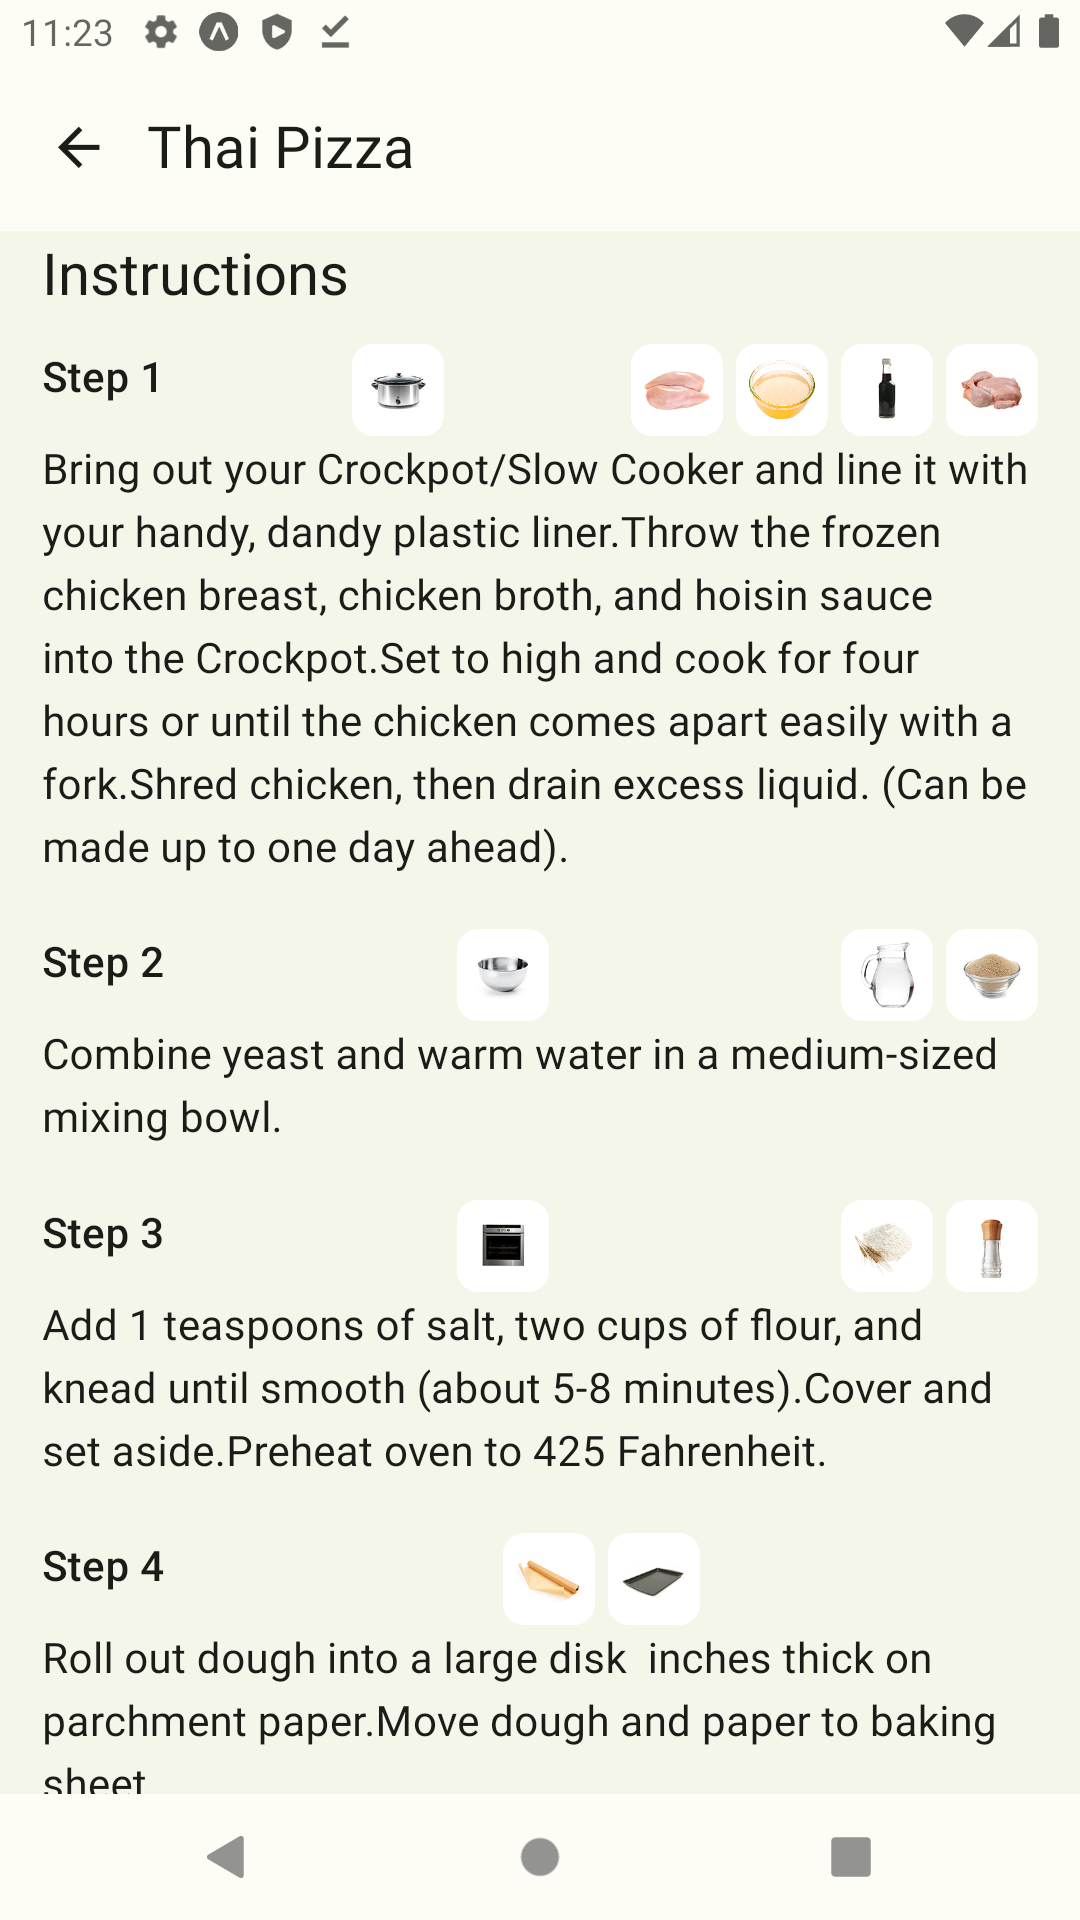 11:23
Thai Pizza
Instructions
Step 1
Bring out your Crockpot/Slow Cooker and line it with
your handy, dandy plastic liner.Throw the frozen
chicken breast, chicken broth, and hoisin sauce
into the Crockpot.Set to high and cook for four
hours or until the chicken comes apart easily with a
fork.Shred chicken, then drain excess liquid. (Can be
made up to one day ahead).
Step 2
Combine yeast and warm water in a medium-sized
mixing bowl.
Step 3
Add 1 teaspoons of salt, two cups of flour, and
knead until smooth (about 5-8 minutes).Cover and
set aside.Preheat oven to 425 Fahrenheit.
Step 4
Roll out dough into a large disk  inches thick on
parchment paper.Move dough and paper to baking
sheet